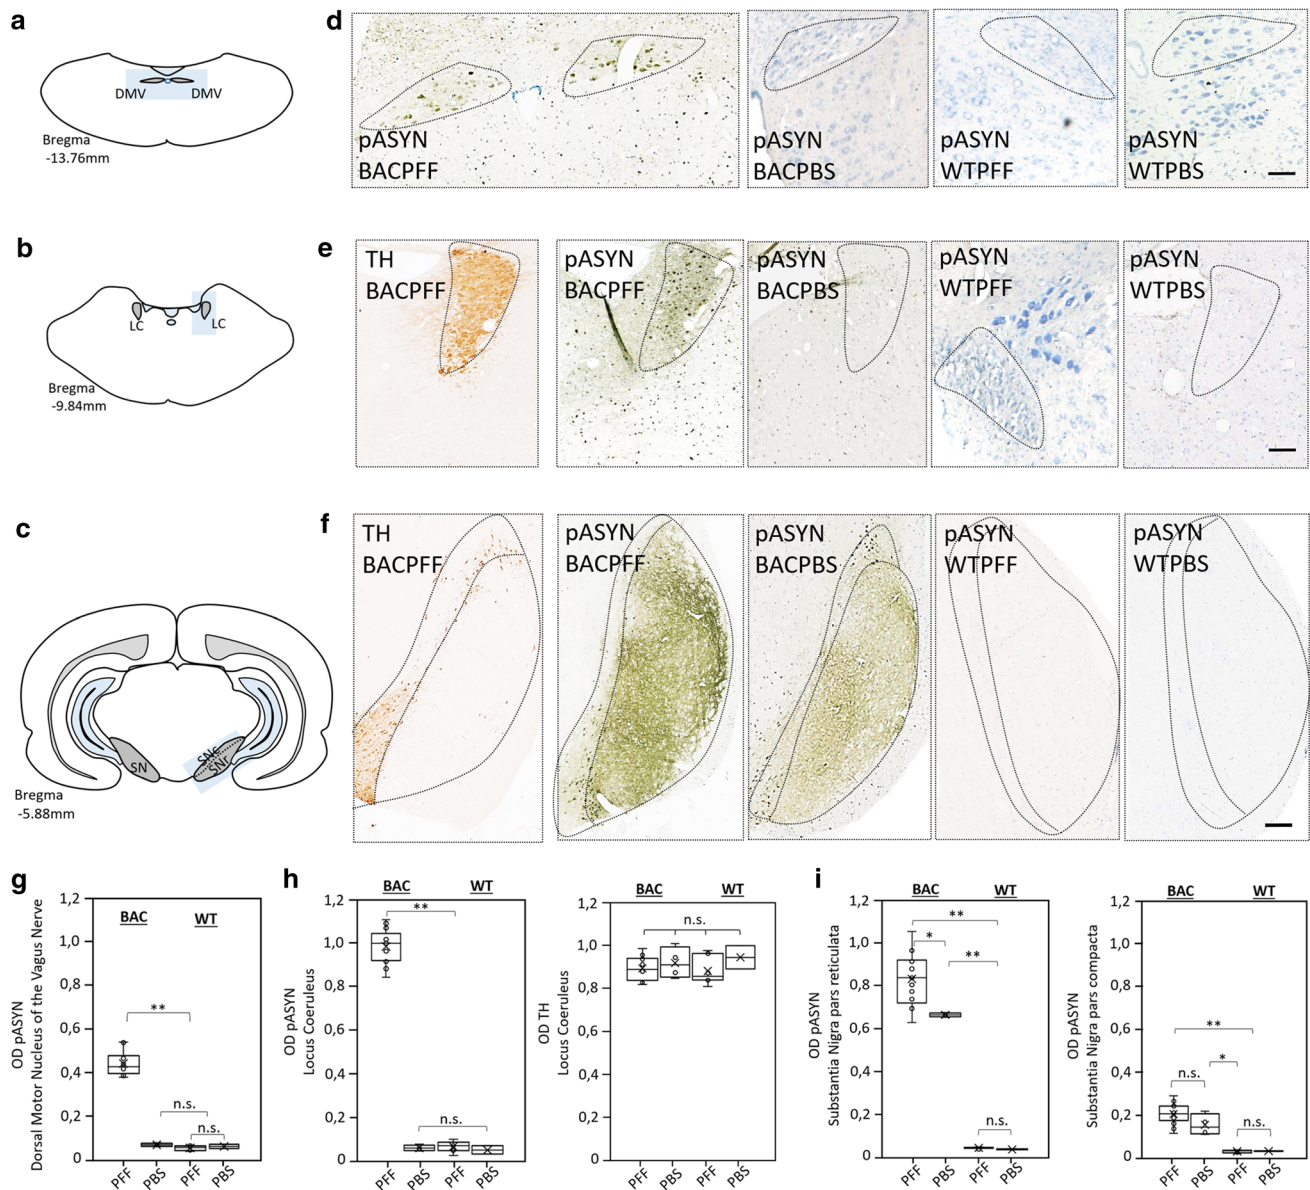 a
DMV
DMV
Bregma
-13.76mm
d
pASYN
BACPFF
pASYN
BACPBS
pASYN
WTPFF
pASYN
WTPBS
b
LC
LC
Bregma
-9.84mm
e
TH
BACPFF
pASYN
BACPFF
pASYN
BACPBS
pASYN
WTPFF
pASYN
WTPBS
c
SN
SNc
SNr
Bregma
-5.88mm
f
TH
BACPFF
pASYN
BACPFF
pASYN
BACPBS
pASYN
WTPFF
pASYN
WTPBS
g
OD pASYN
Dorsal Motor Nucleus of the Vagus Nerve
1,2
1,0
0,8
0,6
0,4
0,2
0
BAC
WT
**
n.s.
n.s.
PFF
PBS
PFF
PBS
h
OD pASYN
Locus Coeruleus
1,2
1,0
0,8
0,6
0,4
0,2
0
BAC
WT
**
n.s.
PFF
PBS
PFF
PBS
OD TH
Locus Coeruleus
1,2
1,0
0,8
0,6
0,4
0,2
0
BAC
WT
n.s.
PFF
PBS
PFF
PBS
i
OD pASYN
Substantia Nigra pars reticulata
1,2
1,0
0,8
0,6
0,4
0,2
0
BAC
WT
**
*
**
n.s.
PFF
PBS
PFF
PBS
OD pASYN
Substantia Nigra pars compacta
1,2
1,0
0,8
0,6
0,4
0,2
0
BAC
WT
**
*
n.s.
n.s.
PFF
PBS
PFF
PBS